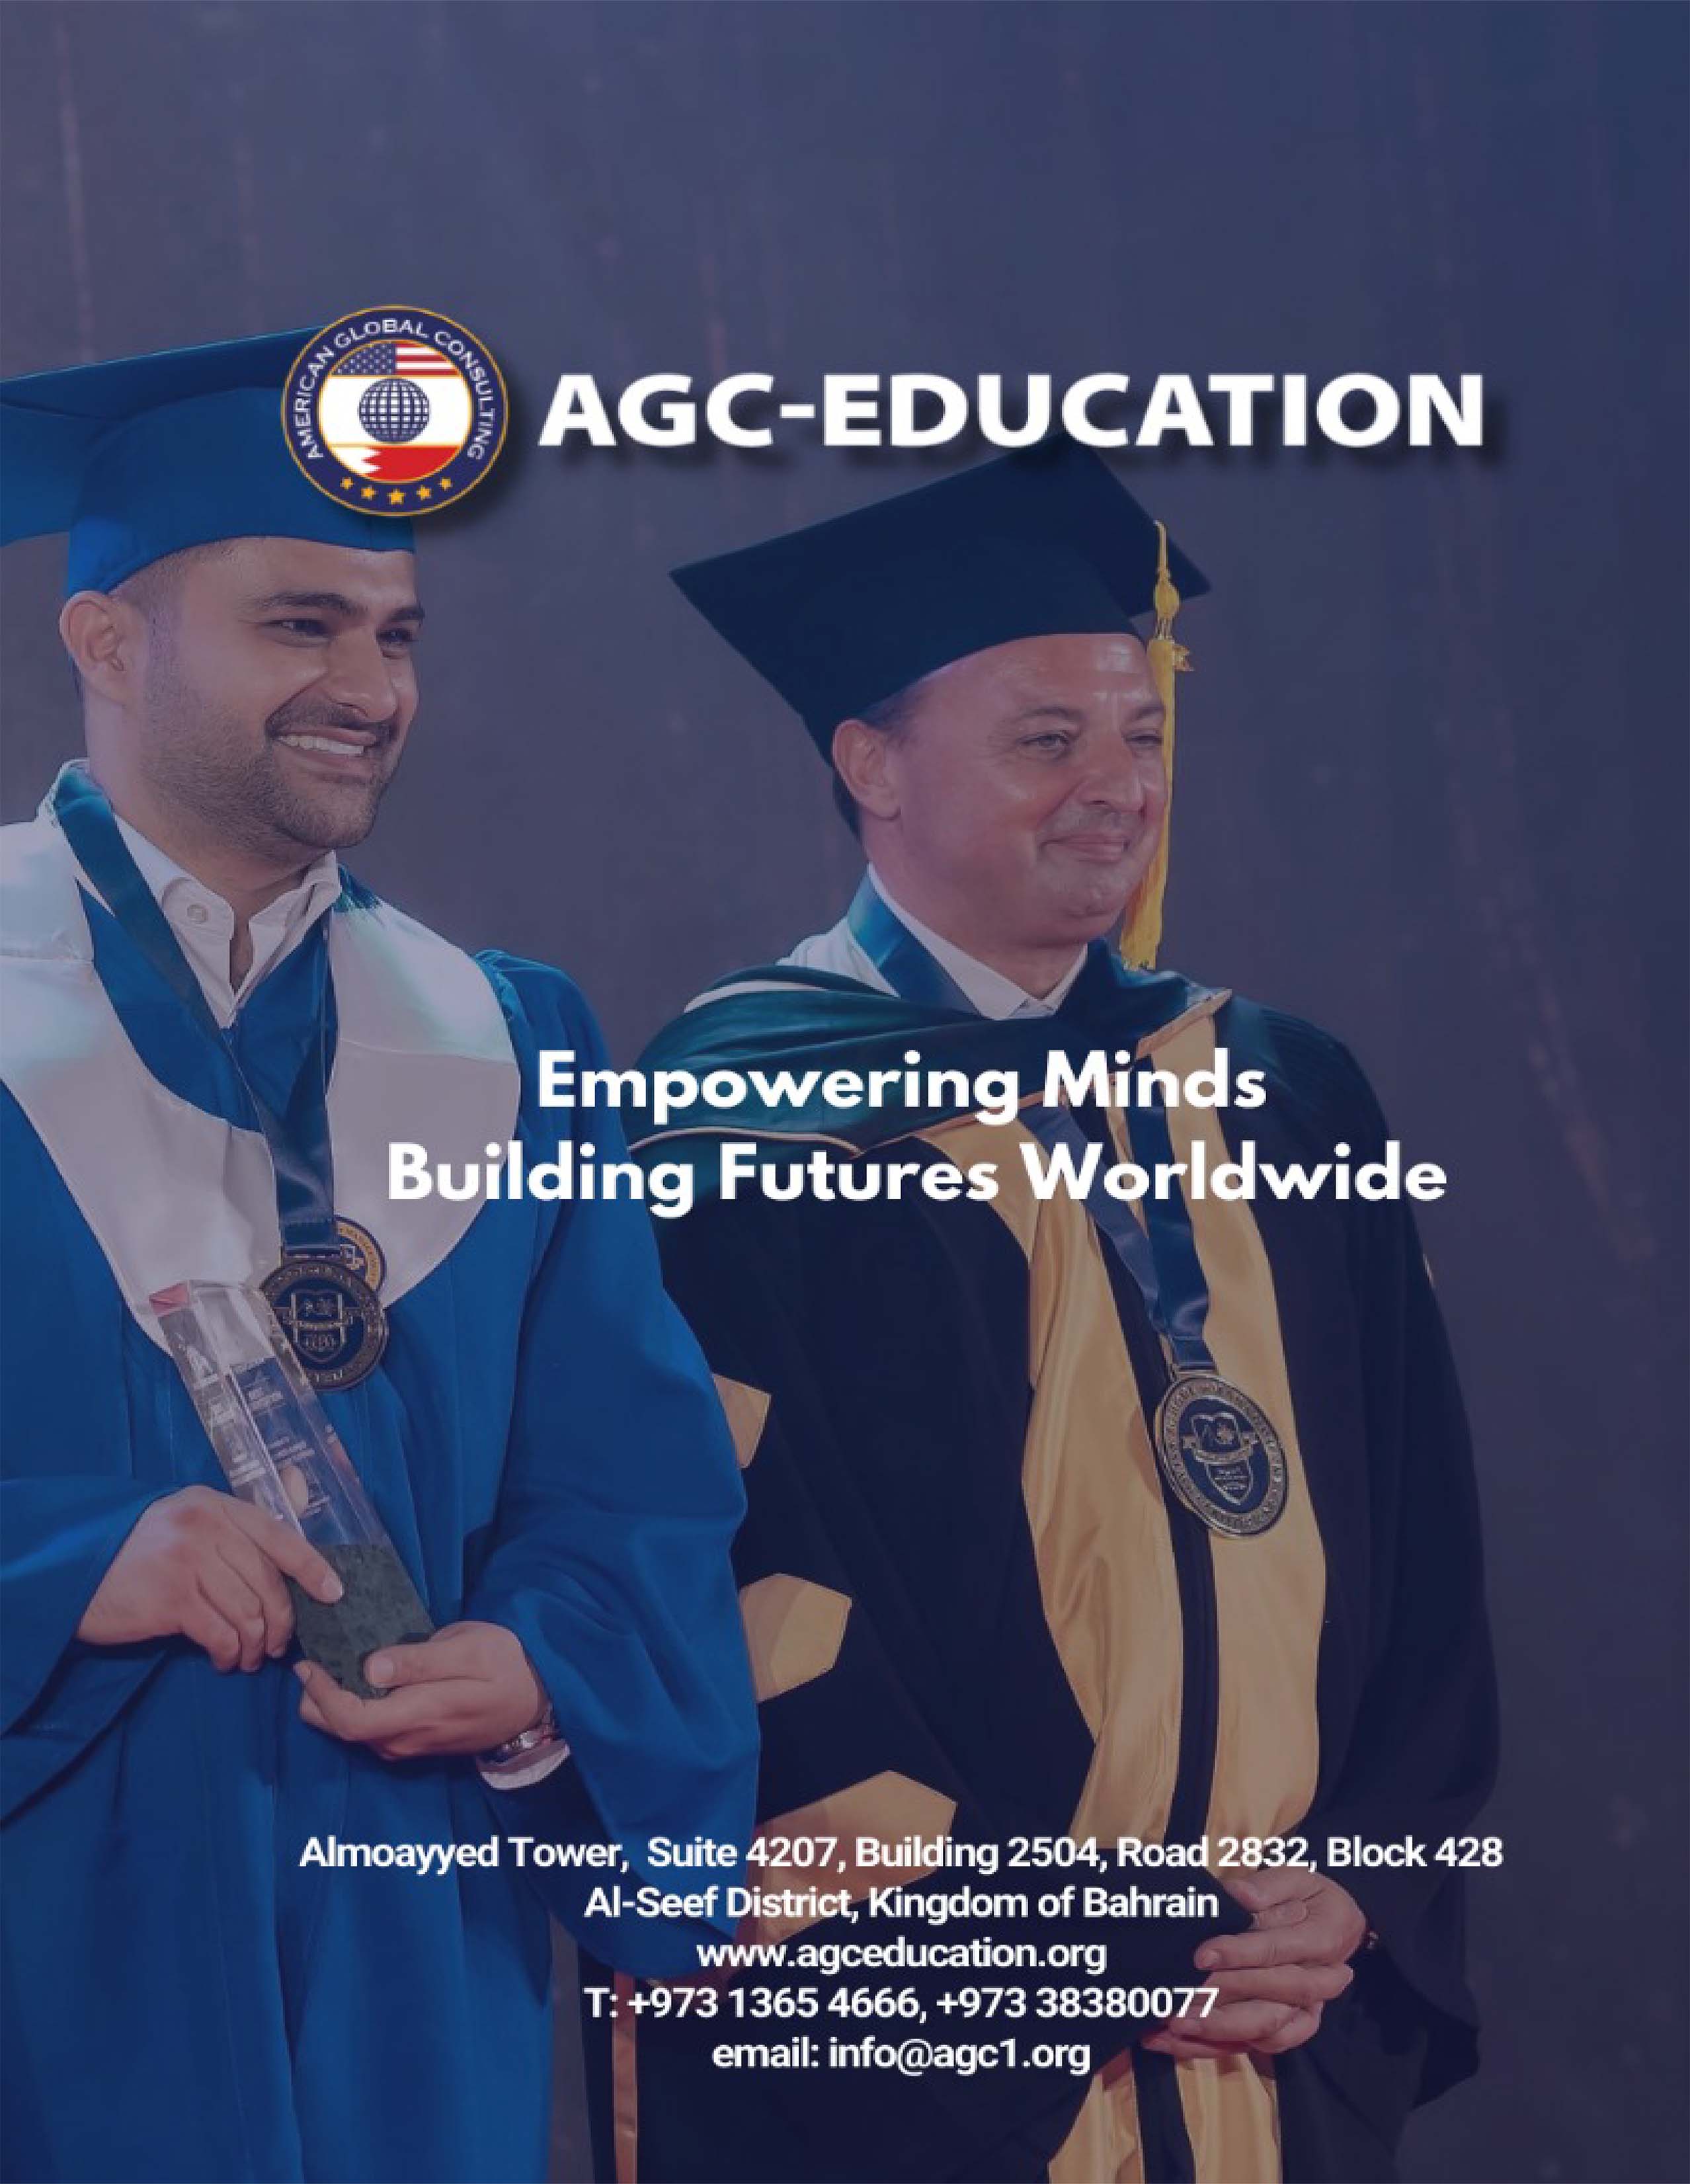 AMERICAN GLOBAL CONSULTING
AGC-EDUCATION
Empowering Minds
Building Futures Worldwide
Almoayyed Tower, Suite 4207, Building 2504, Road 2832, Block 428
Al-Seef District, Kingdom of Bahrain
www.agceducation.org
T: +973 1365 4666, +973 38380077
email: info@agc1.org